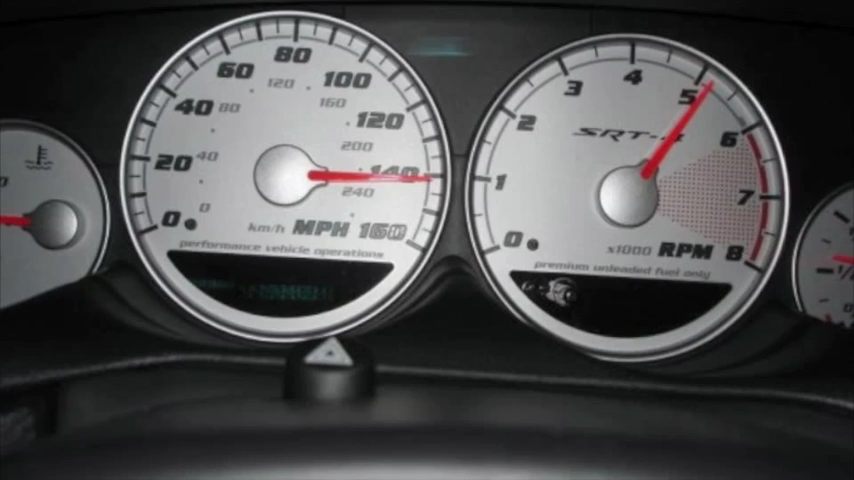 0 20 40 60 80 100 120 140 160
0 40 80 120 160 200 240
km/h MPH
performance vehicle operations
0 1 2 3 4 5 6 7 8
SRT-4
x1000 RPM
premium unleaded fuel only